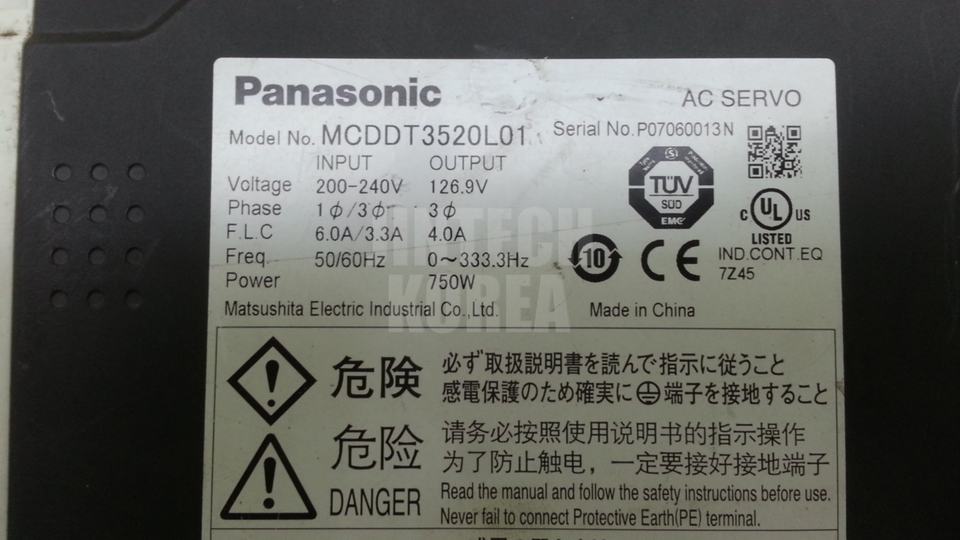 Panasonic
AC SERVO
Model No. MCDDT3520L01
Serial No. P07060013N
INPUT OUTPUT
Voltage 200-240V 126.9V
Phase 1φ/3φ 3φ
F.L.C 6.0A/3.3A 4.0A
Freq. 50/60Hz 0～333.3Hz
Power 750W
TÜV
SÜD
EMC
C UL US
LISTED
IND.CONT.EQ
7Z45
10
CE
HI-TECH
KOREA
Matsushita Electric Industrial Co.,Ltd.
Made in China
危険
必ず取扱説明書を読んで指示に従うこと
感電保護のため確実に端子を接地すること
危险
请务必按照使用说明书的指示操作
为了防止触电，一定要接好接地端子
DANGER
Read the manual and follow the safety instructions before use.
Never fail to connect Protective Earth(PE) terminal.